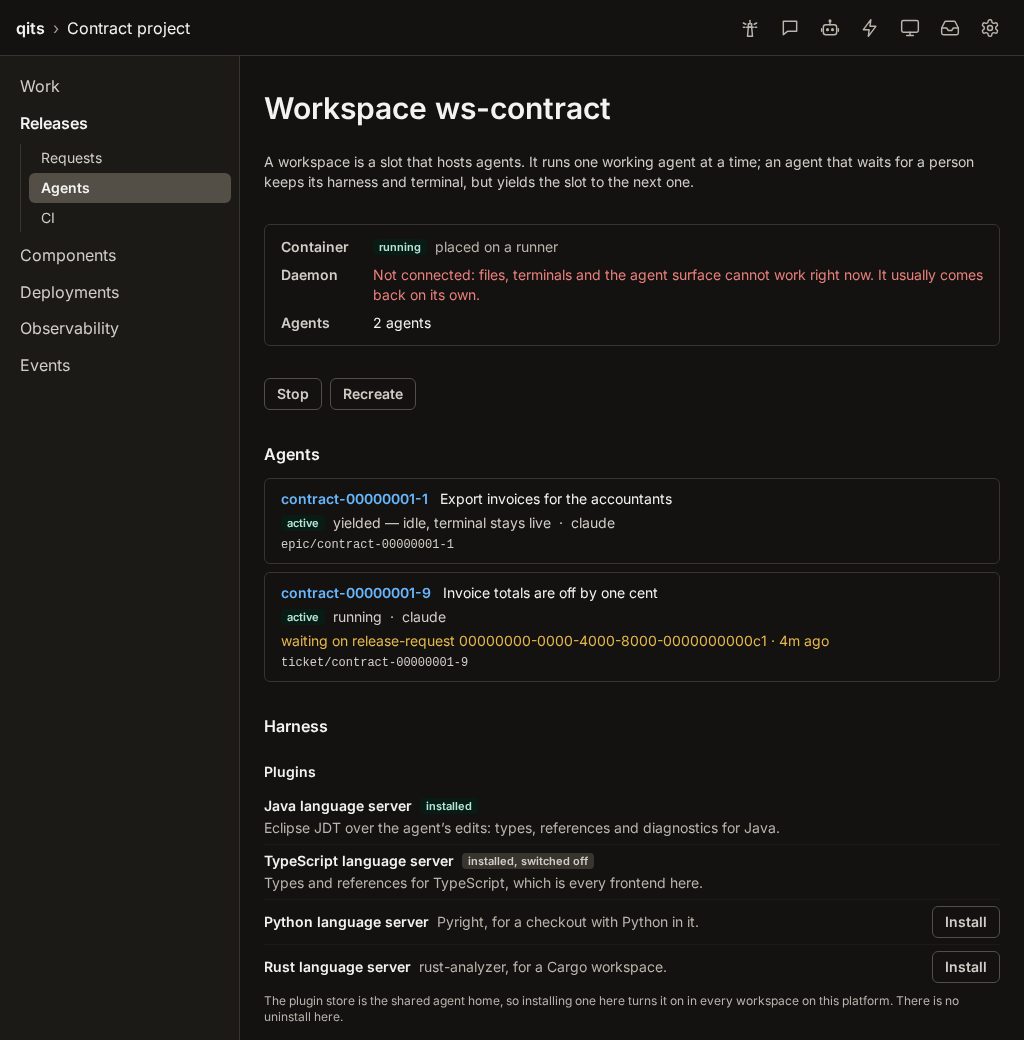 qits › Contract project
Work
Releases
Requests
Agents
CI
Components
Deployments
Observability
Events
Workspace ws-contract
A workspace is a slot that hosts agents. It runs one working agent at a time; an agent that waits for a person
keeps its harness and terminal, but yields the slot to the next one.
Container running placed on a runner
Daemon Not connected: files, terminals and the agent surface cannot work right now. It usually comes
back on its own.
Agents 2 agents
Stop Recreate
Agents
contract-00000001-1 Export invoices for the accountants
active yielded — idle, terminal stays live · claude
epic/contract-00000001-1
contract-00000001-9 Invoice totals are off by one cent
active running · claude
waiting on release-request 00000000-0000-4000-8000-0000000000c1 · 4m ago
ticket/contract-00000001-9
Harness
Plugins
Java language server installed
Eclipse JDT over the agent’s edits: types, references and diagnostics for Java.
TypeScript language server installed, switched off
Types and references for TypeScript, which is every frontend here.
Python language server Pyright, for a checkout with Python in it. Install
Rust language server rust-analyzer, for a Cargo workspace. Install
The plugin store is the shared agent home, so installing one here turns it on in every workspace on this platform. There is no
uninstall here.